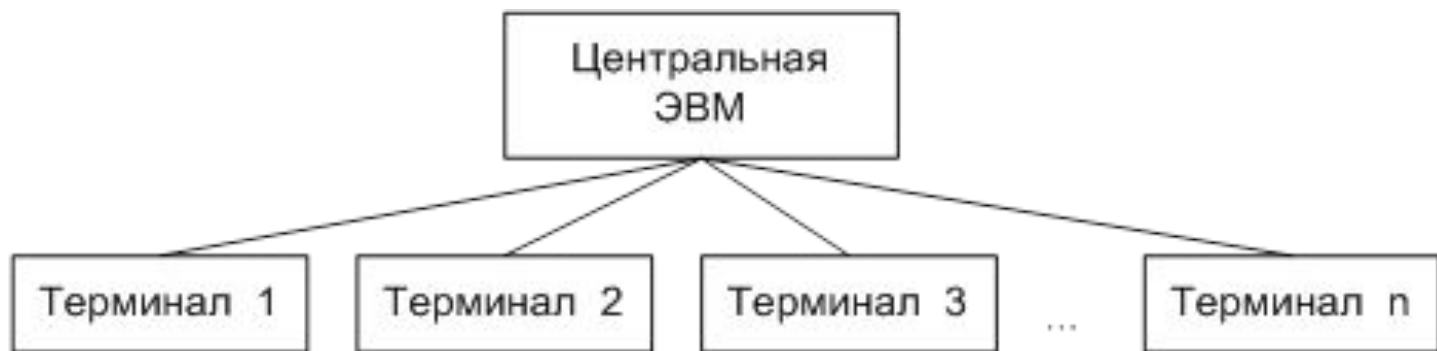 Центральная
ЭВМ
Терминал 1
Терминал 2
Терминал 3
...
Терминал n